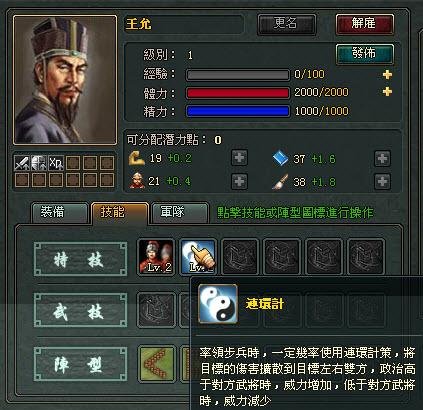 王允
更名
解雇
級別： 1
發佈
經驗： 0/100
體力： 2000/2000
精力： 1000/1000
可分配潛力點： 0
19 +0.2
37 +1.6
21 +0.4
38 +1.8
裝備 技能 軍隊 點擊技能或陣型圖標進行操作
特 技
Lv.2
武 技
陣 型
連環計
率領步兵時，一定幾率使用連環計策，將
目標的傷害擴散到目標左右雙方，政治高
于對方武將時，威力增加，低于對方武將
時，威力減少